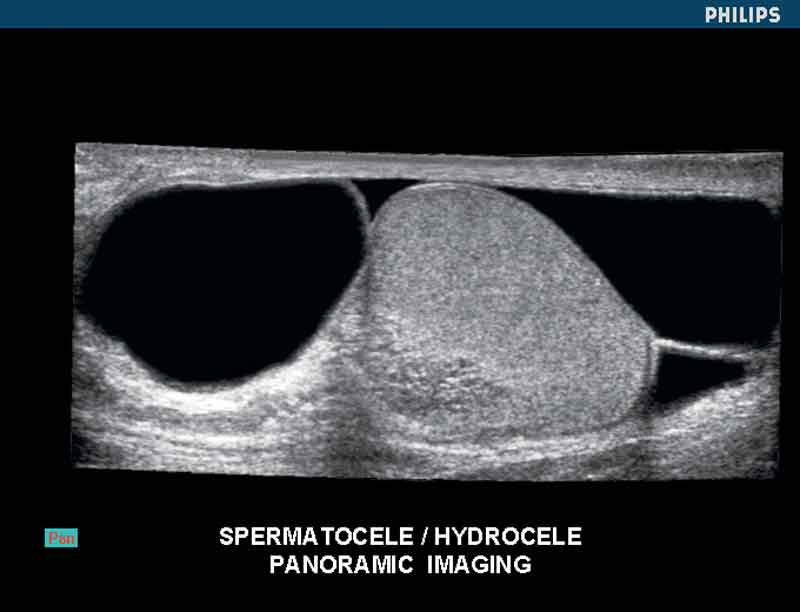 PHILIPS
Pan
SPERMATOCELE / HYDROCELE
PANORAMIC IMAGING